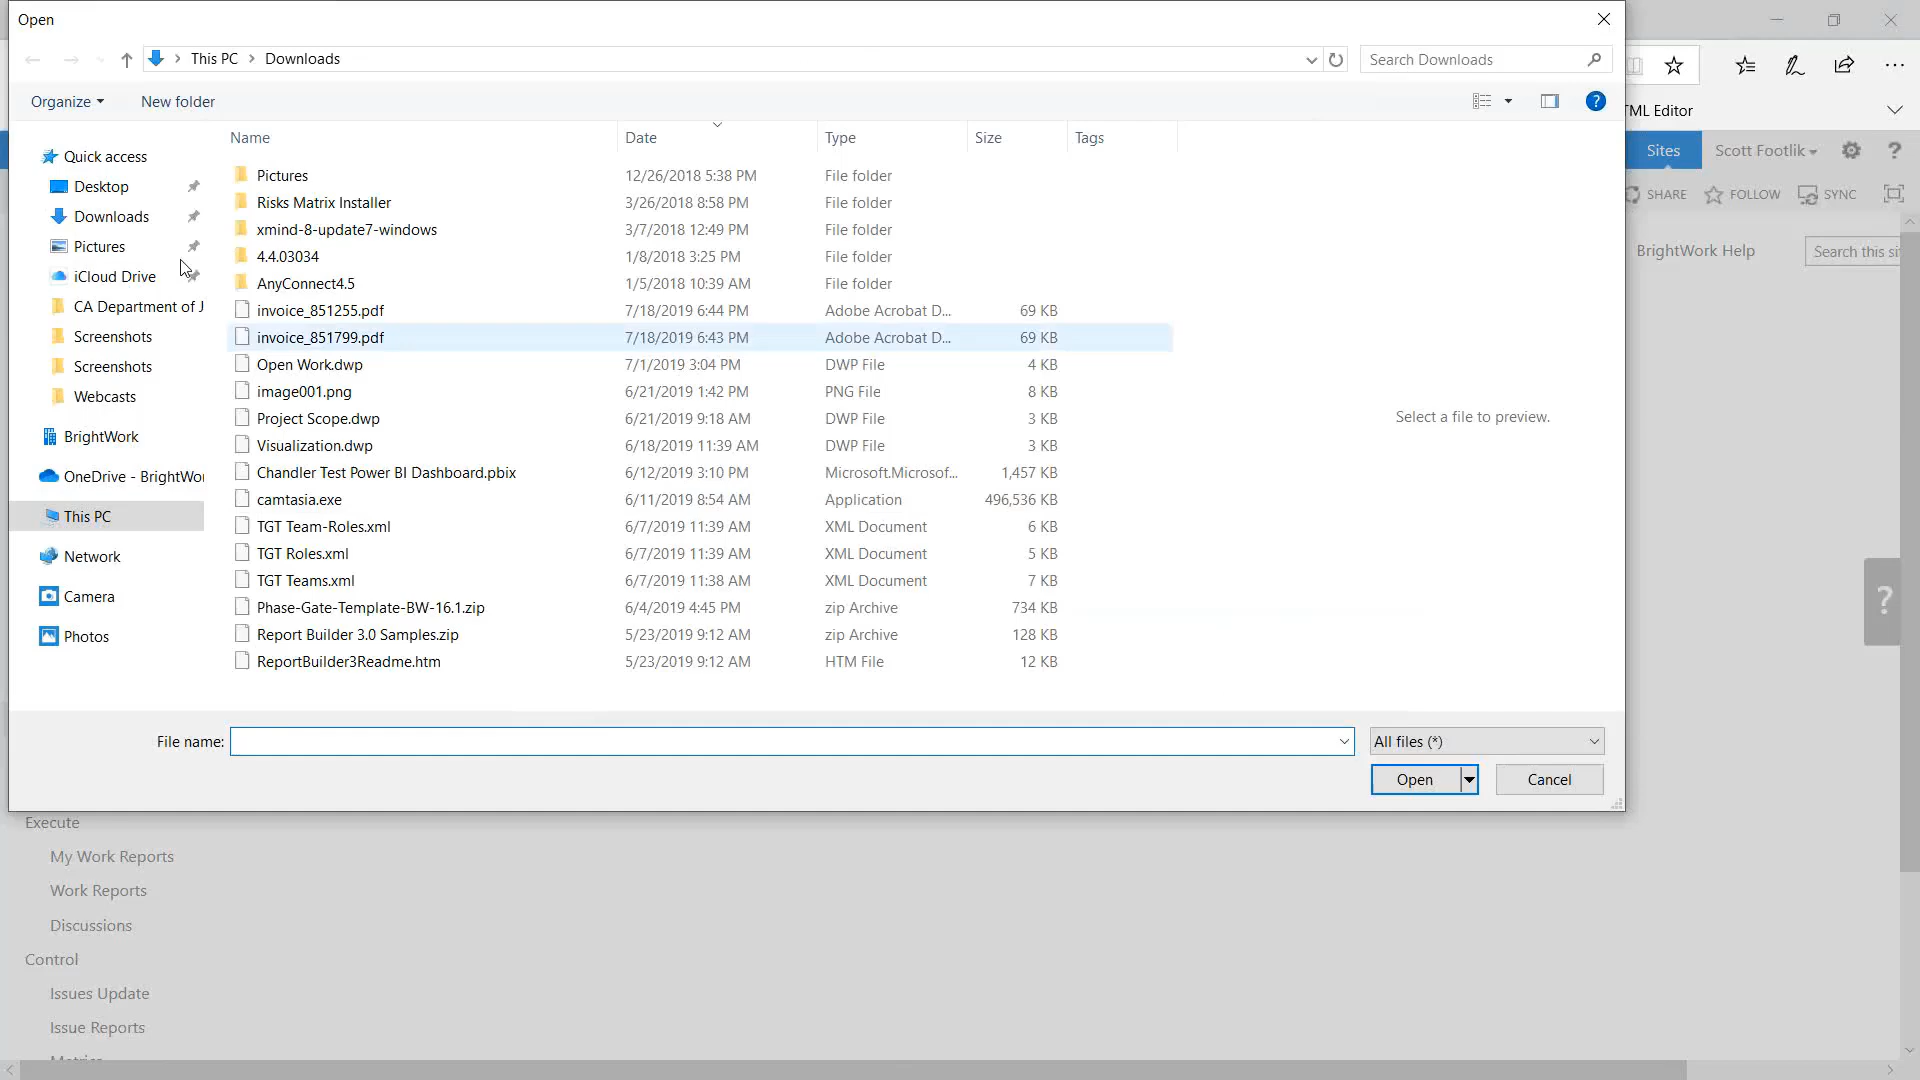 Open
This PC > Downloads
Search Downloads
Organize
New folder
TML Editor
Name Date Type Size Tags
Quick access
Desktop
Downloads
Pictures
iCloud Drive
CA Department of J
Screenshots
Screenshots
Webcasts
BrightWork
OneDrive - BrightWor
This PC
Network
Camera
Photos
Pictures 12/26/2018 5:38 PM File folder
Risks Matrix Installer 3/26/2018 8:58 PM File folder
xmind-8-update7-windows 3/7/2018 12:49 PM File folder
4.4.03034 1/8/2018 3:25 PM File folder
AnyConnect4.5 1/5/2018 10:39 AM File folder
invoice_851255.pdf 7/18/2019 6:44 PM Adobe Acrobat D... 69 KB
invoice_851799.pdf 7/18/2019 6:43 PM Adobe Acrobat D... 69 KB
Open Work.dwp 7/1/2019 3:04 PM DWP File 4 KB
image001.png 6/21/2019 1:42 PM PNG File 8 KB
Project Scope.dwp 6/21/2019 9:18 AM DWP File 3 KB
Visualization.dwp 6/18/2019 11:39 AM DWP File 3 KB
Chandler Test Power BI Dashboard.pbix 6/12/2019 3:10 PM Microsoft.Microsof... 1,457 KB
camtasia.exe 6/11/2019 8:54 AM Application 496,536 KB
TGT Team-Roles.xml 6/7/2019 11:39 AM XML Document 6 KB
TGT Roles.xml 6/7/2019 11:39 AM XML Document 5 KB
TGT Teams.xml 6/7/2019 11:38 AM XML Document 7 KB
Phase-Gate-Template-BW-16.1.zip 6/4/2019 4:45 PM zip Archive 734 KB
Report Builder 3.0 Samples.zip 5/23/2019 9:12 AM zip Archive 128 KB
ReportBuilder3Readme.htm 5/23/2019 9:12 AM HTM File 12 KB
Select a file to preview.
File name:
All files (*)
Open
Cancel
Sites
Scott Footlik
?
SHARE
FOLLOW
SYNC
BrightWork Help
Search this si
?
Execute
My Work Reports
Work Reports
Discussions
Control
Issues Update
Issue Reports